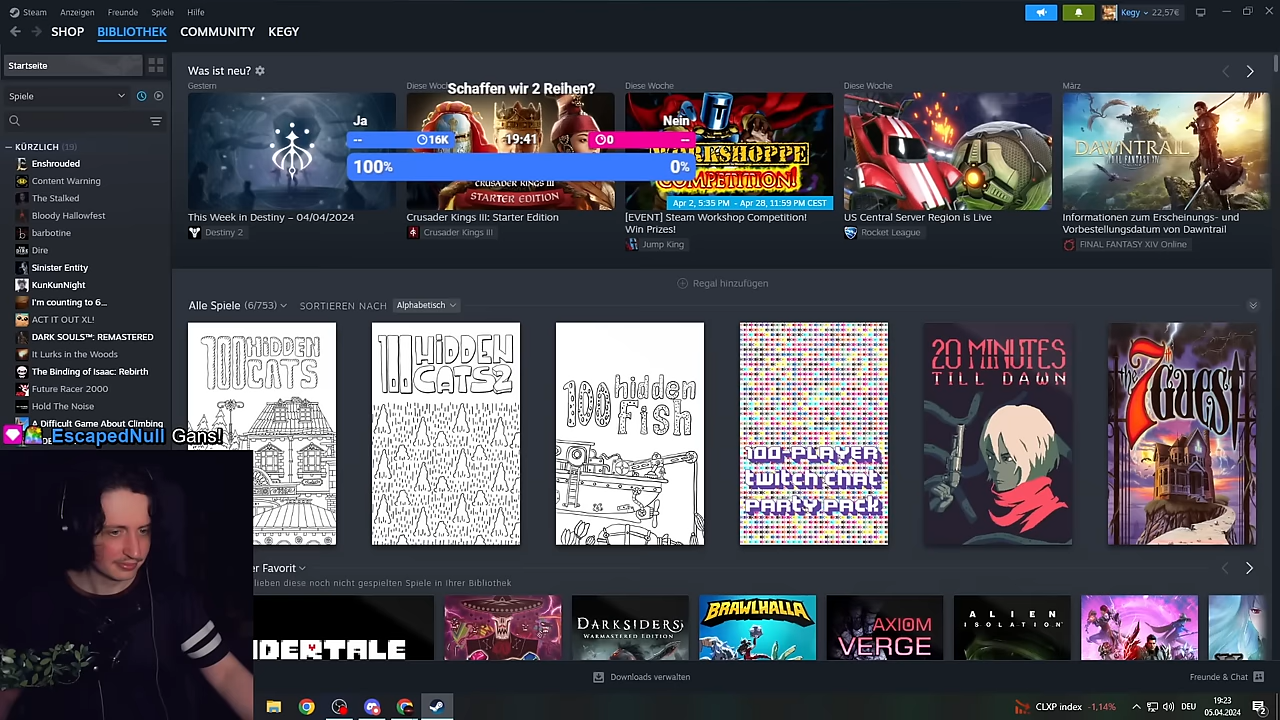 Steam Anzeigen Freunde Spiele Hilfe
Kegy 22,57€
SHOP BIBLIOTHEK COMMUNITY KEGY
Startseite
Spiele
KÜRZLICH (19)
Enshrouded
Content Warning
The Stalked
Bloody Hallowest
barbotine
Dire
Sinister Entity
KunKunNight
I'm counting to 6...
ACT IT OUT XL!
DARK SOULS™: REMASTERED
It Lurks in the Woods
The Binding of Isaac: Rebirth
Future Racer 2000
Hold The Noise
A Difficult Game About Climbing
EscapedNull Gans!
Was ist neu?
Gestern
Diese Woche
Diese Woche
Diese Woche
März
Schaffen wir 2 Reihen?
Ja
Nein
--
16K
19:41
0
--
100%
0%
CRUSADER KINGS III
STARTER EDITION
WORKSHOPPE
COMPETITION!
Apr 2, 5:35 PM - Apr 28, 11:59 PM CEST
DAWNTRAIL
FINAL FANTASY XIV
This Week in Destiny – 04/04/2024
Destiny 2
Crusader Kings III: Starter Edition
Crusader Kings III
[EVENT] Steam Workshop Competition!
Win Prizes!
Jump King
US Central Server Region is Live
Rocket League
Informationen zum Erscheinungs- und
Vorbestellungsdatum von Dawntrail
FINAL FANTASY XIV Online
Regal hinzufügen
Alle Spiele (6/753) SORTIEREN NACH Alphabetisch
100 HIDDEN
CATS
100 HIDDEN
CATS2
100 hidden
Fish
100-PLAYER
twitch chat
PARTY PACK
20 MINUTES
TILL DAWN
the 7th
Guest
er Favorit
lieben diese noch nicht gespielten Spiele in Ihrer Bibliothek
DERTALE
DARKSIDERS
WARMASTERED EDITION
BRAWLHALLA
AXIOM
VERGE
ALIEN
ISOLATION
Downloads verwalten
Freunde & Chat
CLXP index -1,14%
DEU
19:23
05.04.2024